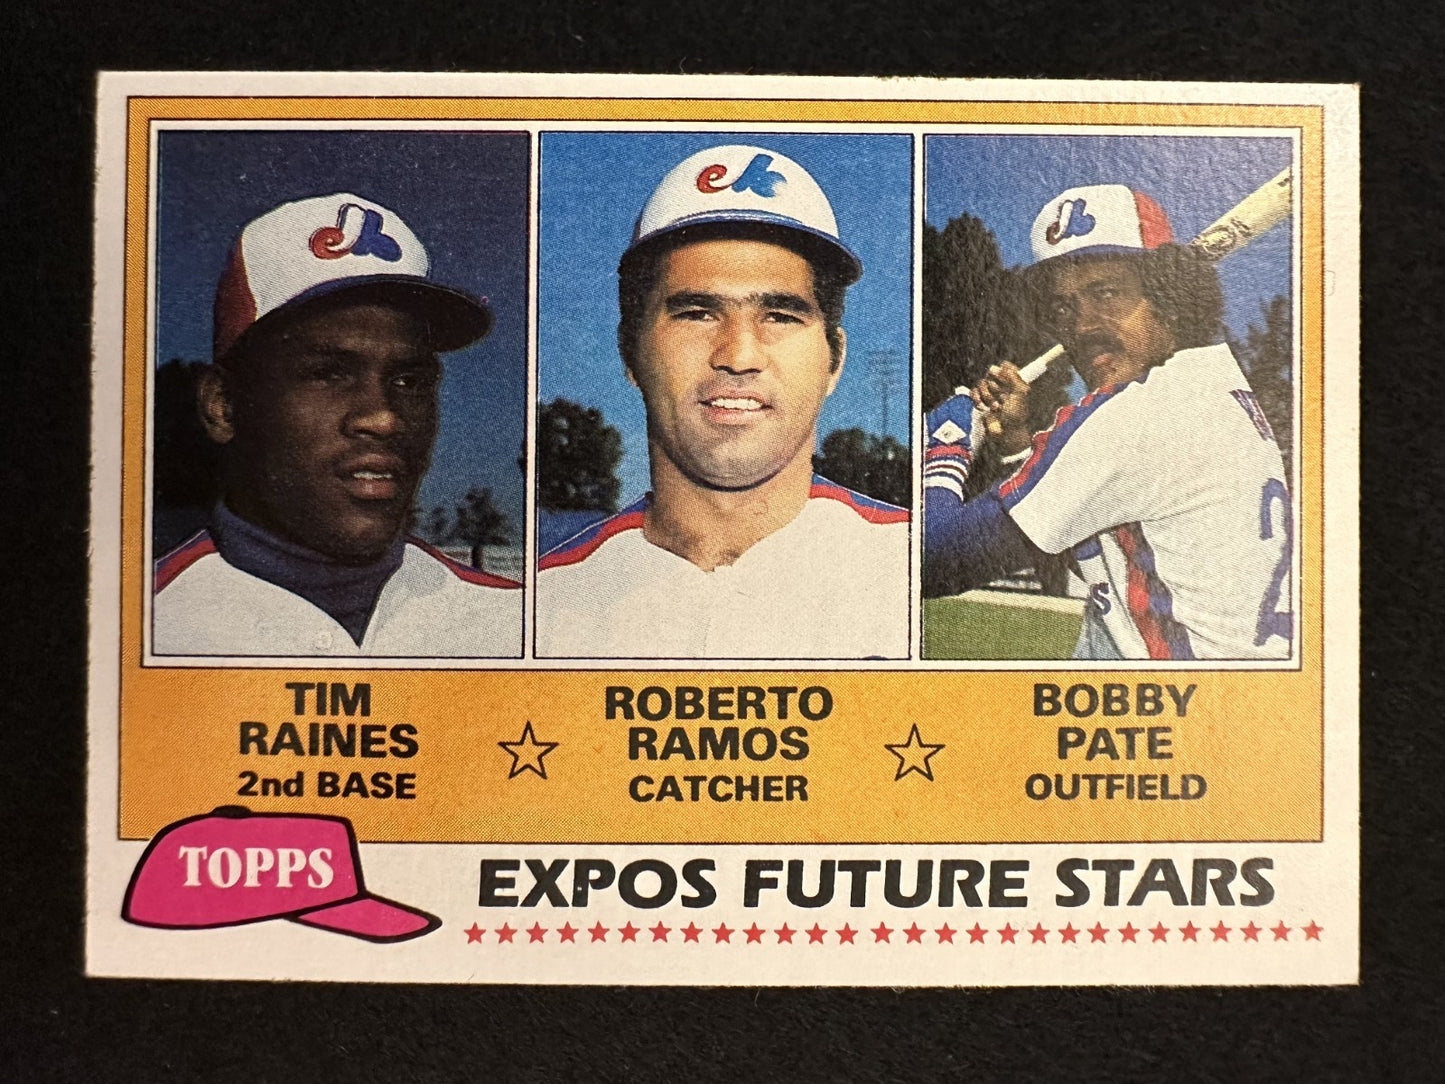 TIM
RAINES
2nd BASE
ROBERTO
RAMOS
CATCHER
BOBBY
PATE
OUTFIELD
TOPPS
EXPOS FUTURE STARS